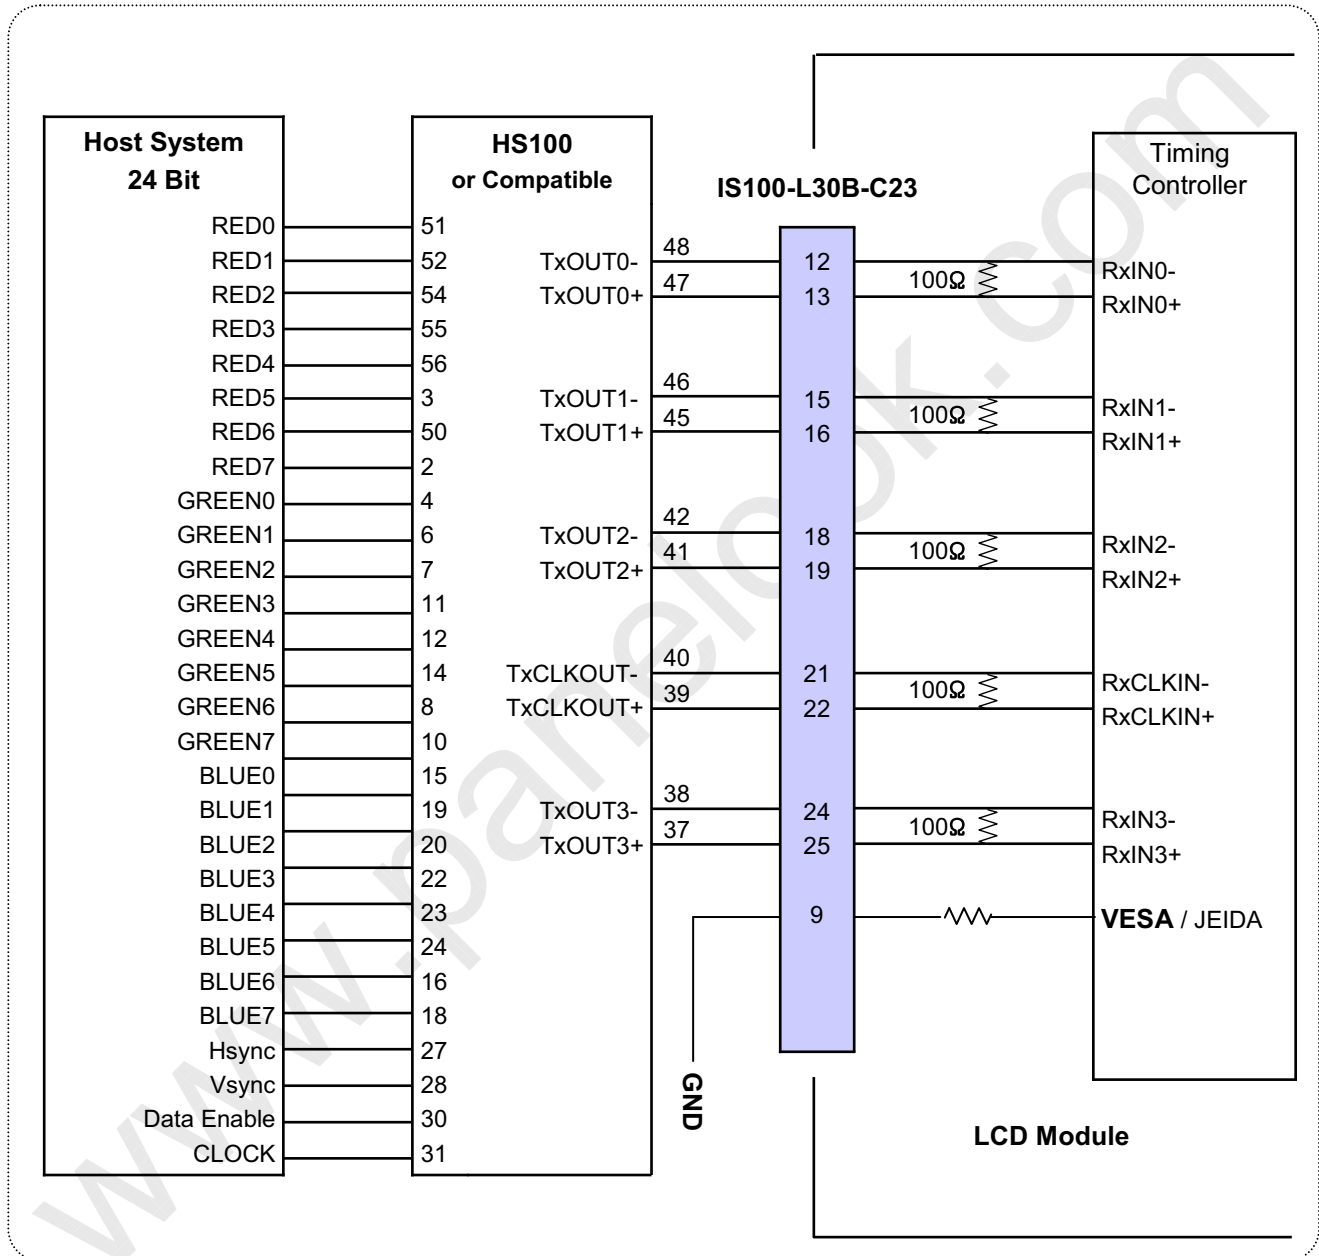 Host System
24 Bit
RED0
RED1
RED2
RED3
RED4
RED5
RED6
RED7
GREEN0
GREEN1
GREEN2
GREEN3
GREEN4
GREEN5
GREEN6
GREEN7
BLUE0
BLUE1
BLUE2
BLUE3
BLUE4
BLUE5
BLUE6
BLUE7
Hsync
Vsync
Data Enable
CLOCK
HS100
or Compatible
51
52
54
55
56
3
50
2
4
6
7
11
12
14
8
10
15
19
20
22
23
24
16
18
27
28
30
31
TxOUT0-
TxOUT0+
TxOUT1-
TxOUT1+
TxOUT2-
TxOUT2+
TxCLKOUT-
TxCLKOUT+
TxOUT3-
TxOUT3+
48
47
46
45
42
41
40
39
38
37
GND
IS100-L30B-C23
12
13
15
16
18
19
21
22
24
25
9
100Ω
100Ω
100Ω
100Ω
100Ω
Timing
Controller
RxIN0-
RxIN0+
RxIN1-
RxIN1+
RxIN2-
RxIN2+
RxCLKIN-
RxCLKIN+
RxIN3-
RxIN3+
VESA / JEIDA
LCD Module
www.panelook.com